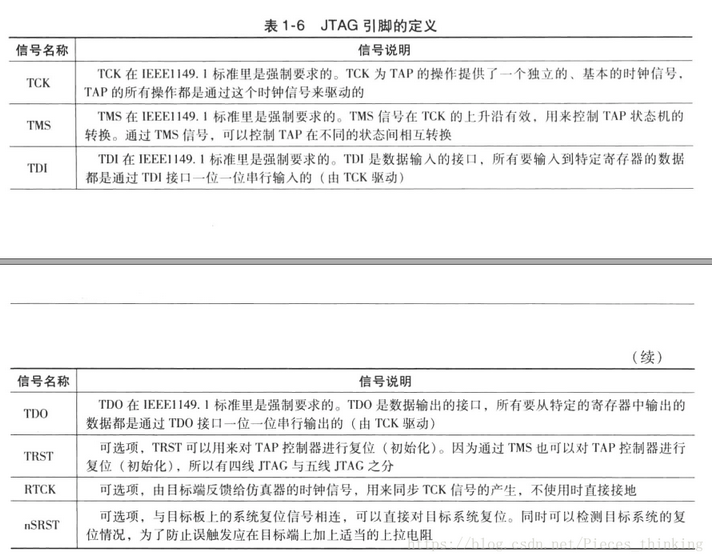 表 1-6 JTAG 引脚的定义
信号名称 信号说明
TCK
TCK 在 IEEE1149.1 标准里是强制要求的。TCK 为 TAP 的操作提供了一个独立的、基本的时钟信号，
TAP 的所有操作都是通过这个时钟信号来驱动的
TMS
TMS 在 IEEE1149.1 标准里是强制要求的。TMS 信号在 TCK 的上升沿有效，用来控制 TAP 状态机的
转换。通过 TMS 信号，可以控制 TAP 在不同的状态间相互转换
TDI
TDI 在 IEEE1149.1 标准里是强制要求的。TDI 是数据输入的接口，所有要输入到特定寄存器的数据
都是通过 TDI 接口一位一位串行输入的（由 TCK 驱动）
（续）
信号名称 信号说明
TDO
TDO 在 IEEE1149.1 标准里是强制要求的。TDO 是数据输出的接口，所有要从特定的寄存器中输出的
数据都是通过 TDO 接口一位一位串行输出的（由 TCK 驱动）
TRST
可选项，TRST 可以用来对 TAP 控制器进行复位（初始化）。因为通过 TMS 也可以对 TAP 控制器进行
复位（初始化），所以有四线 JTAG 与五线 JTAG 之分
RTCK 可选项，由目标端反馈给仿真器的时钟信号，用来同步 TCK 信号的产生，不使用时直接接地
nSRST
可选项，与目标板上的系统复位信号相连，可以直接对目标系统复位。同时可以检测目标系统的复
位情况，为了防止误触发应在目标端上加上适当的上拉电阻
https://blog.csdn.net/Pieces_thinking